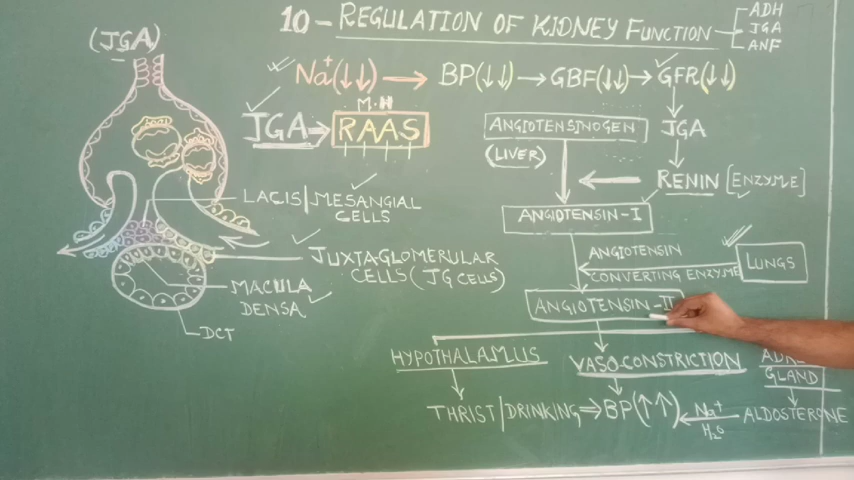 10 - REGULATION OF KIDNEY FUNCTION
ADH
JGA
ANF
(JGA)
Na+ (↓↓) → BP(↓↓) → GBF(↓↓) → GFR(↓↓)
M·H
JGA ⇒ RAAS
ANGIOTENSINOGEN
JGA
(LIVER)
RENIN [ENZYME]
LACIS/MESANGIAL
CELLS
ANGIOTENSIN-I
JUXTAGLOMERULAR
CELLS (JG CELLS)
ANGIOTENSIN
CONVERTING ENZYME
LUNGS
MACULA
DENSA
ANGIOTENSIN-II
DCT
HYPOTHALAMUS
VASO-CONSTRICTION
GLAND
THRIST/DRINKING ⇒ BP(↑↑)
Na+
H2O
ALDOSTERONE